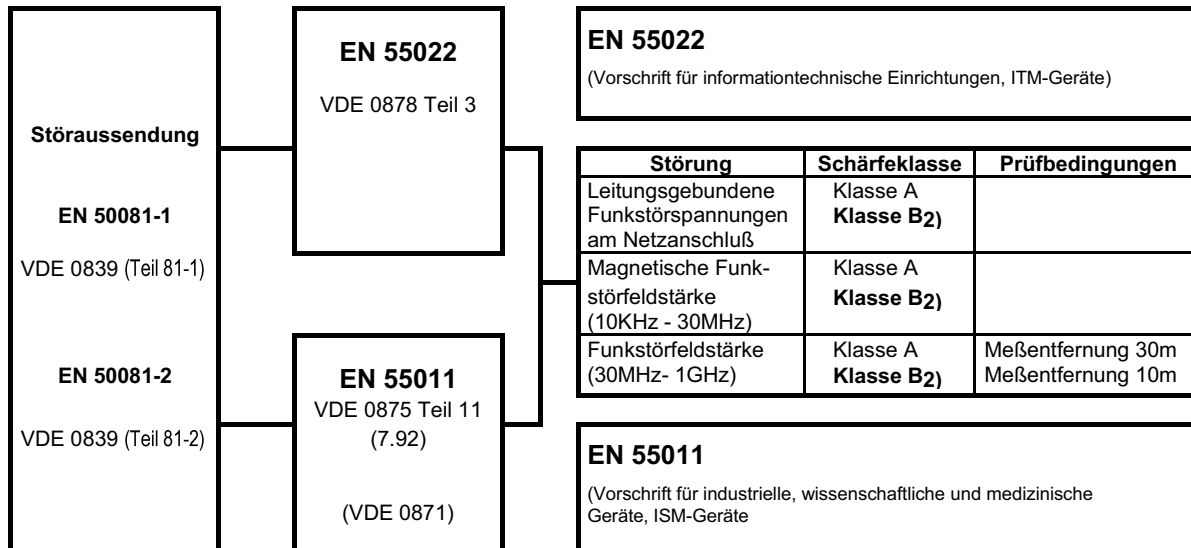 Störaussendung
EN 50081-1
VDE 0839 (Teil 81-1)
EN 50081-2
VDE 0839 (Teil 81-2)
EN 55022
VDE 0878 Teil 3
EN 55011
VDE 0875 Teil 11
(7.92)
(VDE 0871)
EN 55022
(Vorschrift für informationtechnische Einrichtungen, ITM-Geräte)
Störung Schärfeklasse Prüfbedingungen
Leitungsgebundene Klasse A
Funkstörspannungen Klasse B2)
am Netzanschluß
Magnetische Funk- Klasse A
störfeldstärke Klasse B2)
(10KHz - 30MHz)
Funkstörfeldstärke Klasse A Meßentfernung 30m
(30MHz- 1GHz) Klasse B2) Meßentfernung 10m
EN 55011
(Vorschrift für industrielle, wissenschaftliche und medizinische
Geräte, ISM-Geräte